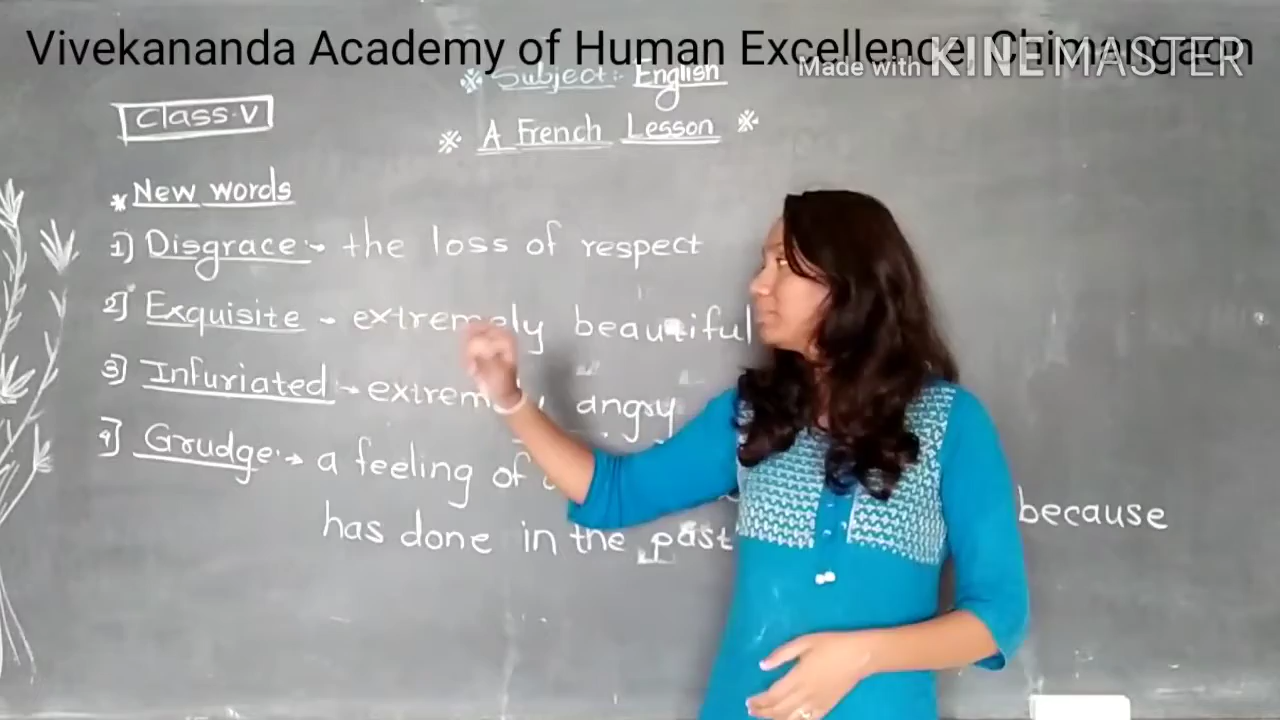 Vivekananda Academy of Human Excellence, Chimangaon
Made with KINEMASTER
※ Subject:- English
Class-V
※ A French Lesson ※
* New words
1) Disgrace:- the loss of respect
2] Exquisite - extremely beautiful
3] Infuriated:- extremely angry
4] Grudge:- a feeling of
because
has done in the past